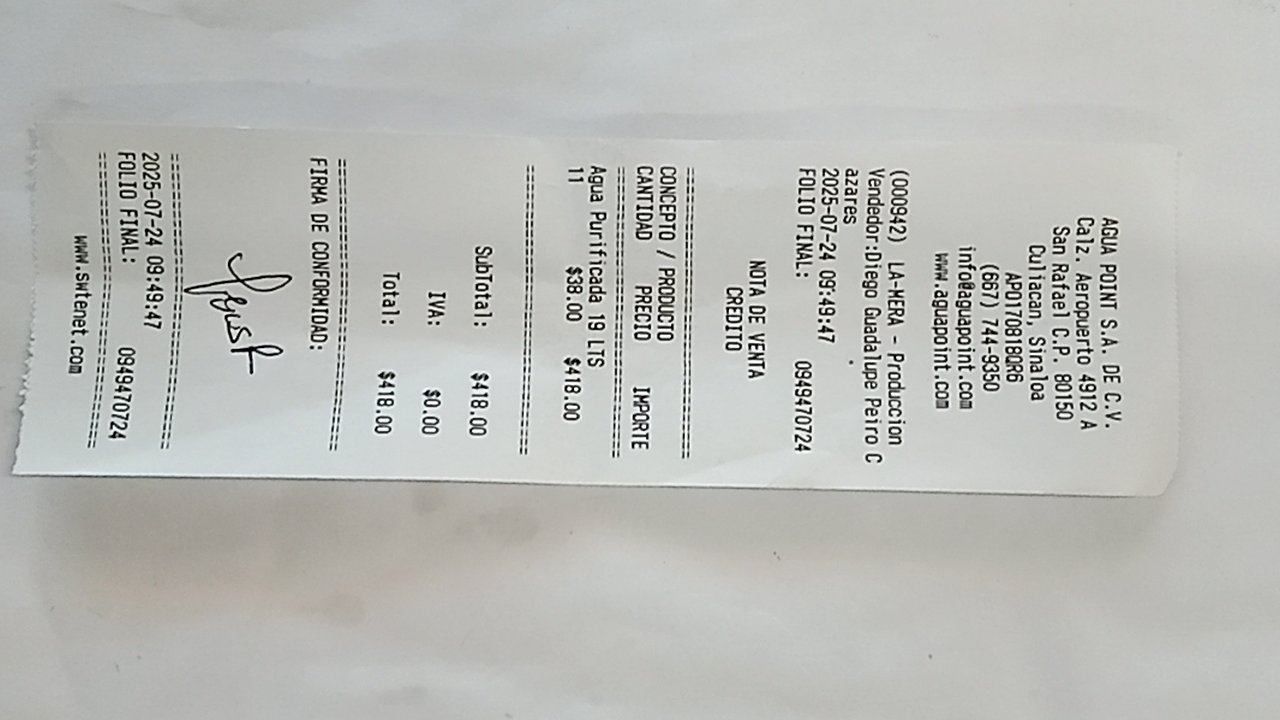 AGUA POINT S.A. DE C.V.
Calz. Aeropuerto 4912 A
San Rafael C.P. 80150
Culiacan, Sinaloa
APO170818QR6
(667) 744-9350
info@aguapoint.com
www.aguapoint.com
(000942) LA-MERA - Produccion
Vendedor:Diego Guadalupe Peiro C
azares
2025-07-24 09:49:47
FOLIO FINAL: 0949470724
NOTA DE VENTA
CREDITO
================================
CONCEPTO / PRODUCTO
CANTIDAD PRECIO IMPORTE
================================
Agua Purificada 19 LTS
11 $38.00 $418.00
================================
SubTotal: $418.00
IVA: $0.00
Total: $418.00
================================
FIRMA DE CONFORMIDAD:
================================
2025-07-24 09:49:47
FOLIO FINAL: 0949470724
================================
www.swtenet.com